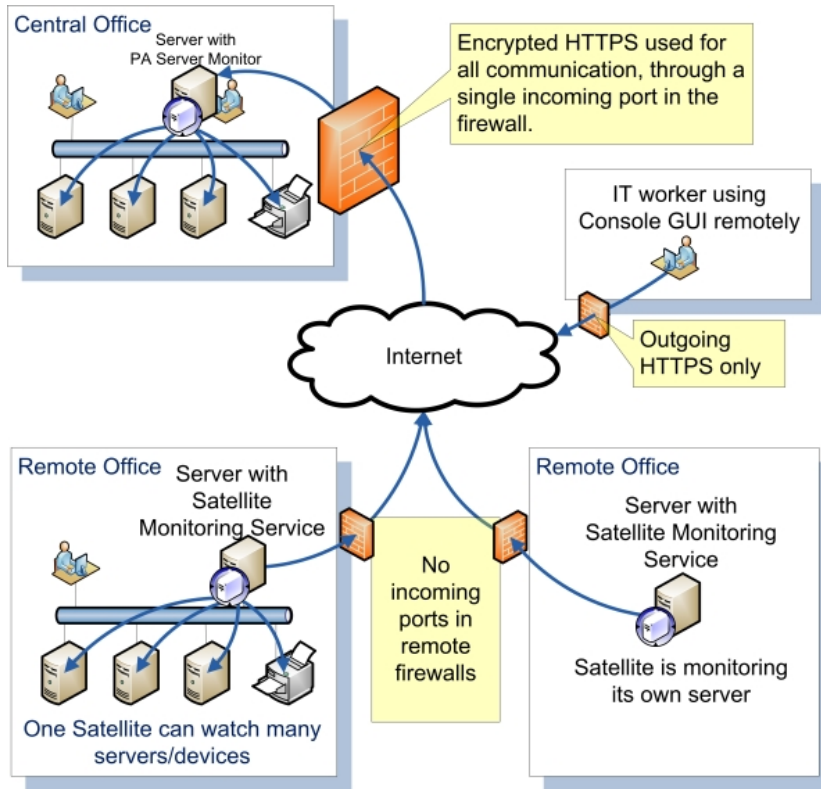 Central Office
Server with
PA Server Monitor
Encrypted HTTPS used for
all communication, through a
single incoming port in the
firewall.
IT worker using
Console GUI remotely
Outgoing
HTTPS only
Internet
Remote Office
Server with
Satellite
Monitoring Service
One Satellite can watch many
servers/devices
No
incoming
ports in
remote
firewalls
Remote Office
Server with
Satellite Monitoring
Service
Satellite is monitoring
its own server